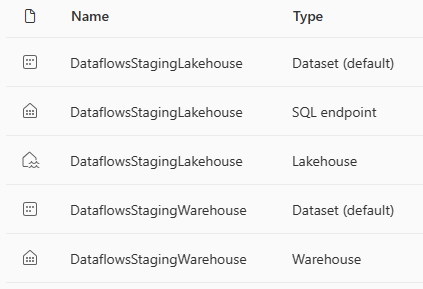 Name Type
DataflowsStagingLakehouse Dataset (default)
DataflowsStagingLakehouse SQL endpoint
DataflowsStagingLakehouse Lakehouse
DataflowsStagingWarehouse Dataset (default)
DataflowsStagingWarehouse Warehouse